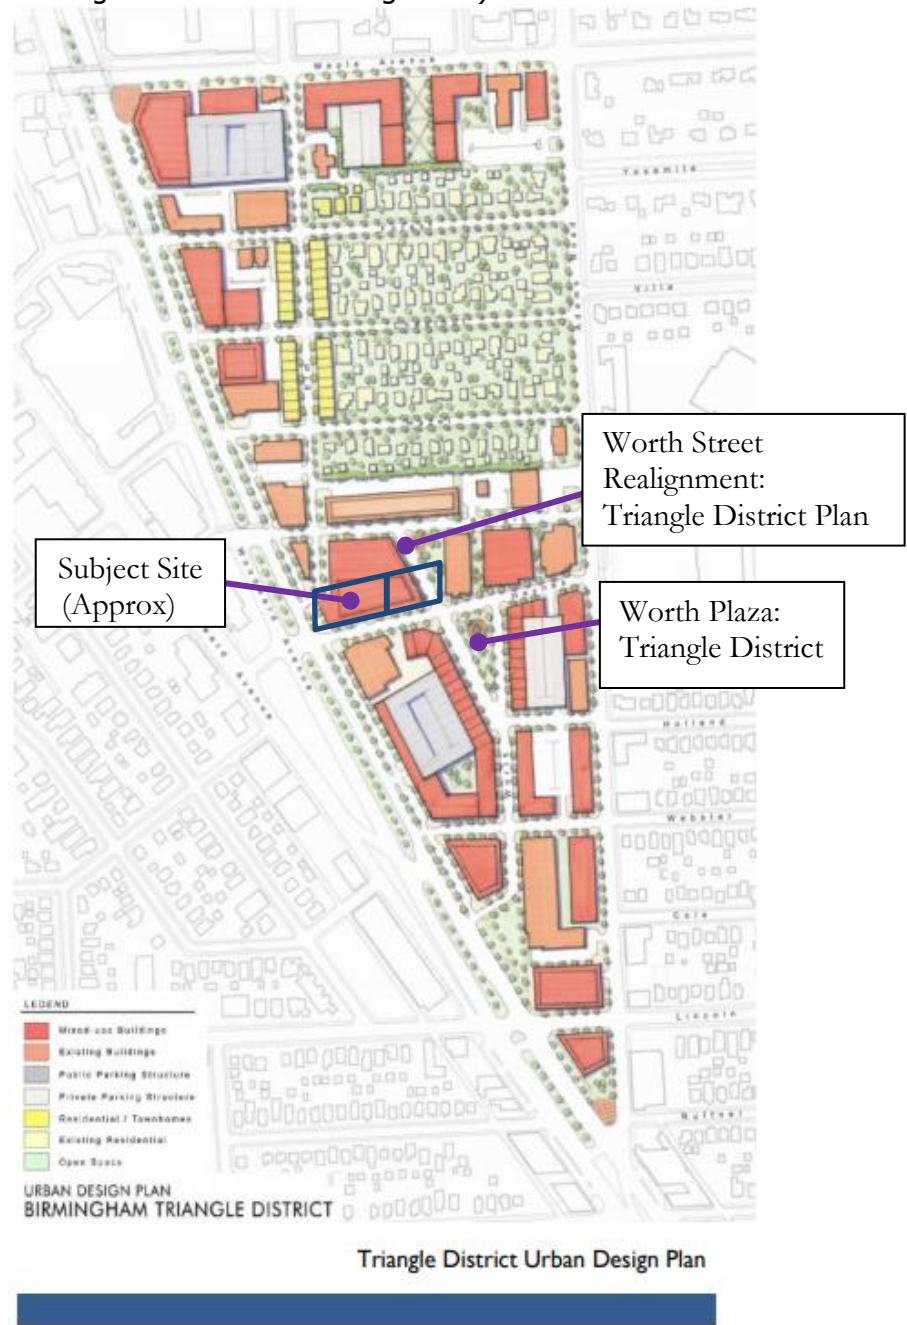 Maple Avenue
Yosemite
Villa
Worth Street
Realignment:
Triangle District Plan
Subject Site
(Approx)
Worth Plaza:
Triangle District
Holland
Webster
Cole
Lincoln
Ruffner
LEGEND
Mixed-use Buildings
Existing Buildings
Public Parking Structure
Private Parking Structure
Residential / Townhomes
Existing Residential
Open Space
URBAN DESIGN PLAN
BIRMINGHAM TRIANGLE DISTRICT
Triangle District Urban Design Plan